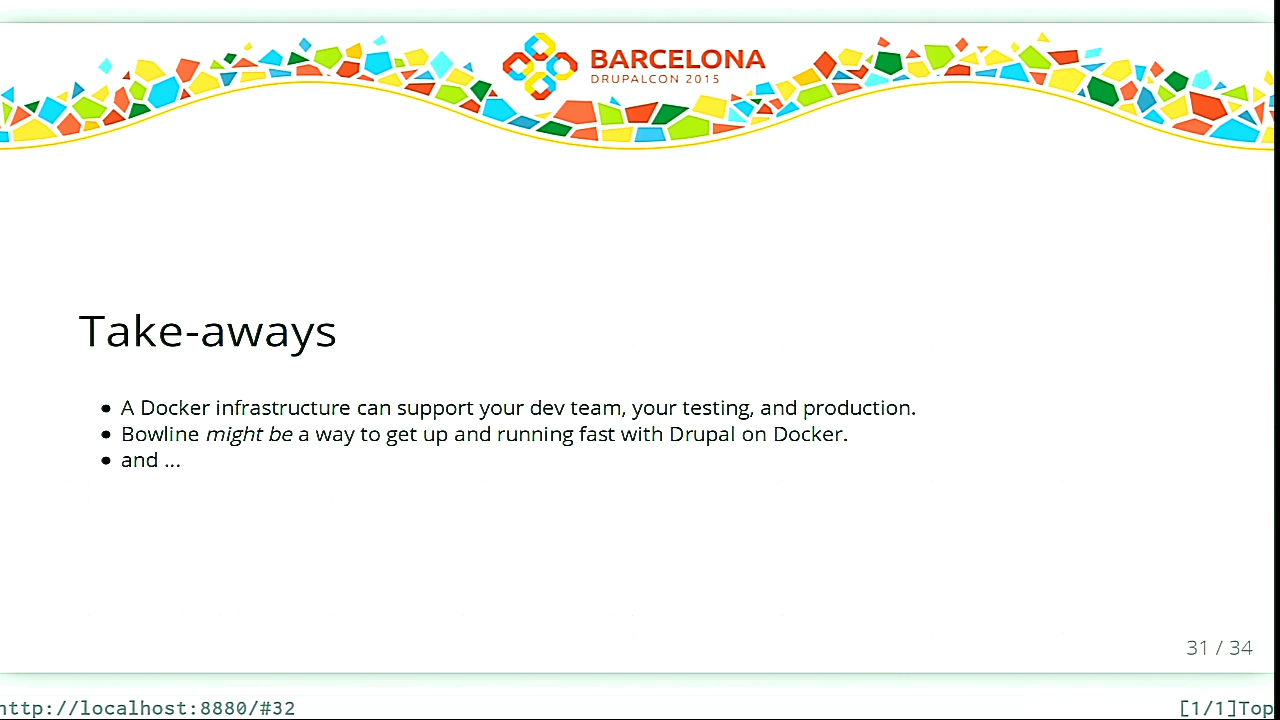 BARCELONA
DRUPALCON 2015
Take-aways
A Docker infrastructure can support your dev team, your testing, and production.
Bowline might be a way to get up and running fast with Drupal on Docker.
and ...
31 / 34
http://localhost:8880/#32
[1/1]Top